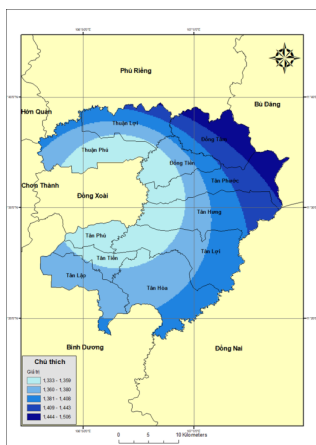 Phú Riềng
Bù Đăng
Hớn Quản
Thuận Lợi
Đồng Tâm
Thuận Phú
Đồng Tiến
Tân Phước
Chơn Thành
Đồng Xoài
Tân Hưng
Tân Phú
Tân Lợi
Tân Tiến
Tân Lập
Tân Hòa
Bình Dương
Đồng Nai
Chú thích
Giá trị
1,333 - 1,359
1,360 - 1,380
1,381 - 1,408
1,409 - 1,443
1,444 - 1,506
0 5 10 Kilometers